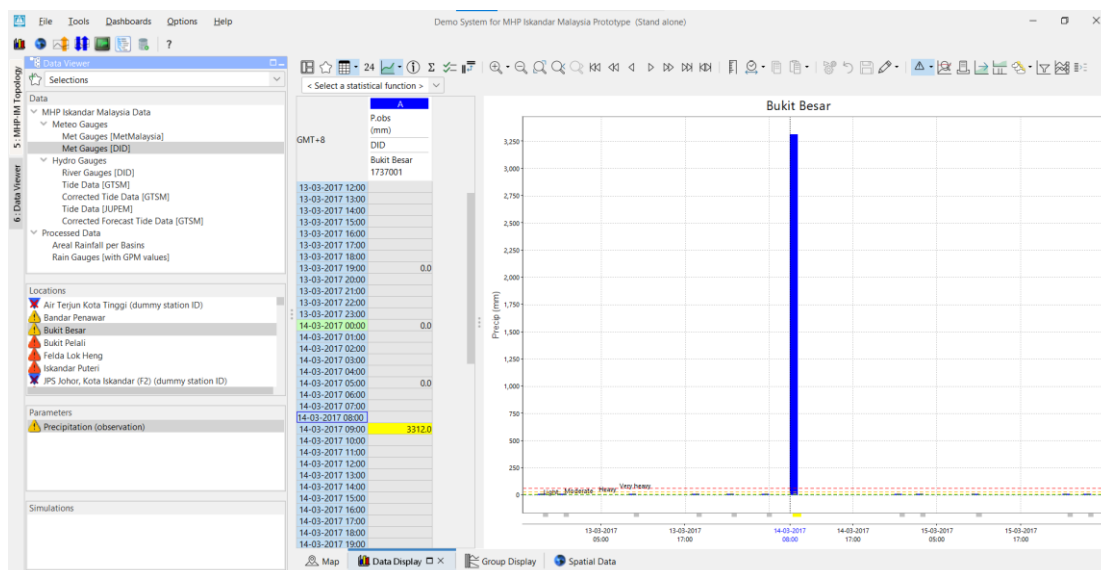 File Tools Dashboards Options Help
Demo System for MHP Iskandar Malaysia Prototype (Stand alone)
?
5 : MHP-IM Topology
6 : Data Viewer
Data Viewer
Selections
Data
MHP Iskandar Malaysia Data
Meteo Gauges
Met Gauges [MetMalaysia]
Met Gauges [DID]
Hydro Gauges
River Gauges [DID]
Tide Data [GTSM]
Corrected Tide Data [GTSM]
Tide Data [JUPEM]
Corrected Forecast Tide Data [GTSM]
Processed Data
Areal Rainfall per Basins
Rain Gauges [with GPM values]
Locations
Air Terjun Kota Tinggi (dummy station ID)
Bandar Penawar
Bukit Besar
Bukit Pelali
Felda Lok Heng
Iskandar Puteri
JPS Johor, Kota Iskandar (F2) (dummy station ID)
Parameters
Precipitation (observation)
Simulations
24
< Select a statistical function >
A
GMT+8
P.obs
(mm)
DID
Bukit Besar
1737001
13-03-2017 12:00
13-03-2017 13:00
13-03-2017 14:00
13-03-2017 15:00
13-03-2017 16:00
13-03-2017 17:00
13-03-2017 18:00
13-03-2017 19:00 0.0
13-03-2017 20:00
13-03-2017 21:00
13-03-2017 22:00
13-03-2017 23:00
14-03-2017 00:00 0.0
14-03-2017 01:00
14-03-2017 02:00
14-03-2017 03:00
14-03-2017 04:00
14-03-2017 05:00 0.0
14-03-2017 06:00
14-03-2017 07:00
14-03-2017 08:00
14-03-2017 09:00 3312.0
14-03-2017 10:00
14-03-2017 11:00
14-03-2017 12:00
14-03-2017 13:00
14-03-2017 14:00
14-03-2017 15:00
14-03-2017 16:00
14-03-2017 17:00
14-03-2017 18:00
14-03-2017 19:00
Bukit Besar
Precip (mm)
3,250
3,000
2,750
2,500
2,250
2,000
1,750
1,500
1,250
1,000
750
500
250
0
Light Moderate Heavy Very heavy
13-03-2017 13-03-2017 14-03-2017 14-03-2017 15-03-2017 15-03-2017
05:00 17:00 08:00 17:00 05:00 17:00
Map Data Display Group Display Spatial Data